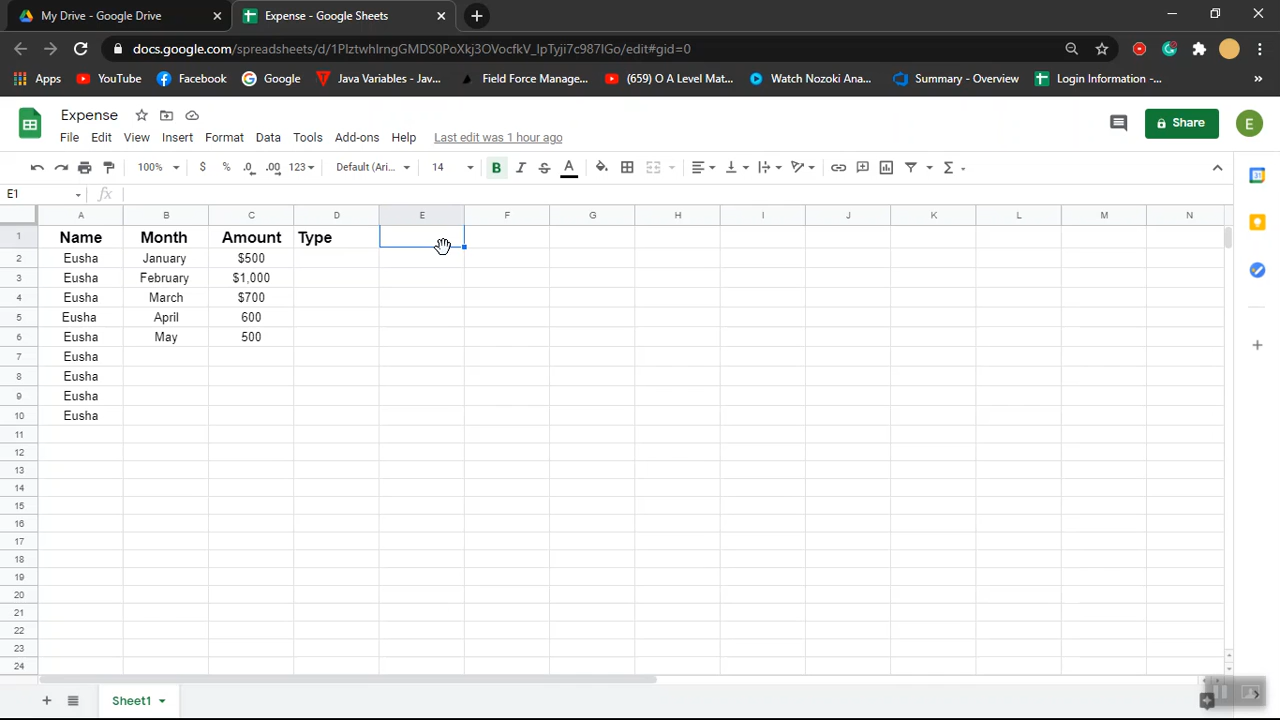 My Drive - Google Drive
Expense - Google Sheets
docs.google.com/spreadsheets/d/1PIztwhlrngGMDS0PoXkj3OVocfkV_IpTyji7c987IGo/edit#gid=0
Apps YouTube Facebook Google Java Variables - Jav... Field Force Manage... (659) O A Level Mat... Watch Nozoki Ana... Summary - Overview Login Information -... »
Expense
File Edit View Insert Format Data Tools Add-ons Help Last edit was 1 hour ago
Share
E
100% $ % .0 .00 123 Default (Ari... 14 B I S A
E1 fx
A B C D E F G H I J K L M N
1 Name Month Amount Type
2 Eusha January $500
3 Eusha February $1,000
4 Eusha March $700
5 Eusha April 600
6 Eusha May 500
7 Eusha
8 Eusha
9 Eusha
10 Eusha
11
12
13
14
15
16
17
18
19
20
21
22
23
24
Sheet1